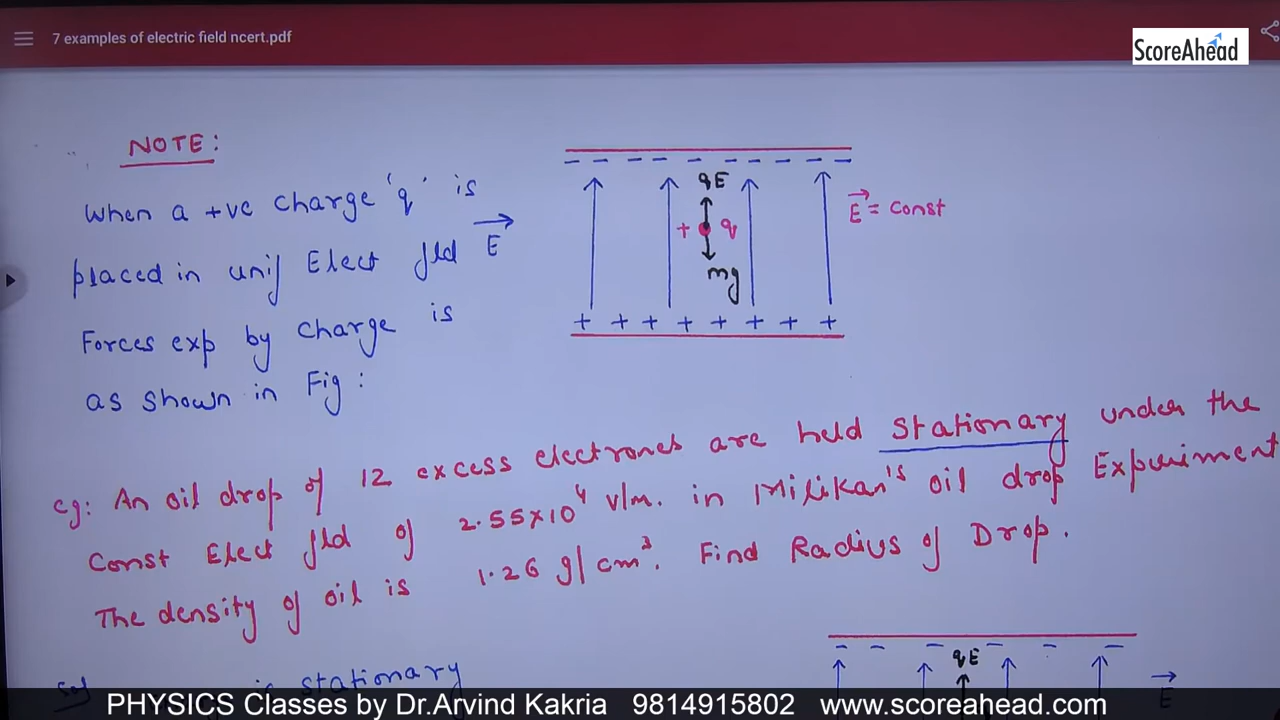 7 examples of electric field ncert.pdf
ScoreAhead
NOTE:
When a +ve charge 'q' is
placed in unif Elect fld E
Forces exp by charge is
as shown in Fig:
- - - - - - - - - -
qE
+ q
mg
E = Const
+ + + + + + + +
eg: An oil drop of 12 excess electrones are held stationary under the
Const Elect fld of 2.55×10⁴ v/m. in Milikan's oil drop Experiment
The density of oil is 1.26 g/cm³. Find Radius of Drop.
- - - - -
qE
E
is stationary
PHYSICS Classes by Dr.Arvind Kakria 9814915802 www.scoreahead.com